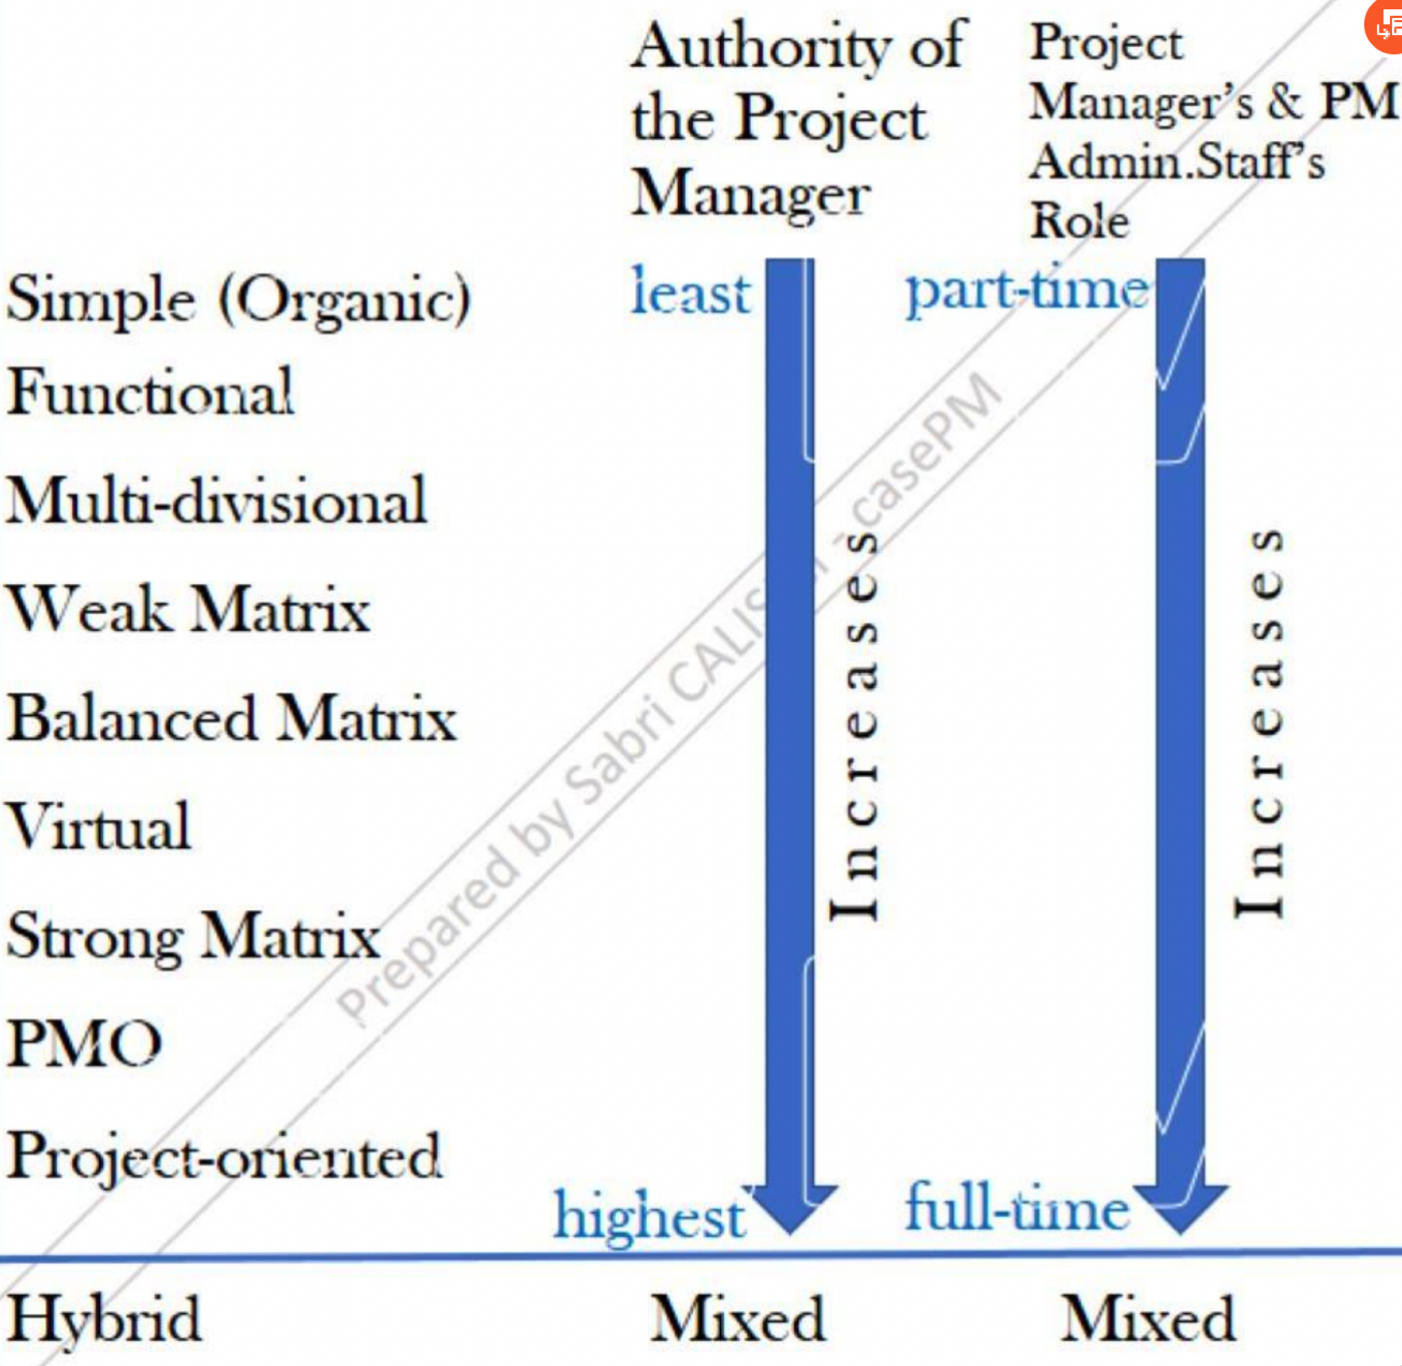 Authority of
the Project
Manager
Project
Manager's & PM
Admin.Staff's
Role
Simple (Organic)
least
part-time
Functional
Multi-divisional
Weak Matrix
Balanced Matrix
Virtual
Strong Matrix
PMO
Project-oriented
Increases
Increases
highest
full-time
Hybrid
Mixed
Mixed
Prepared by Sabri - casePM